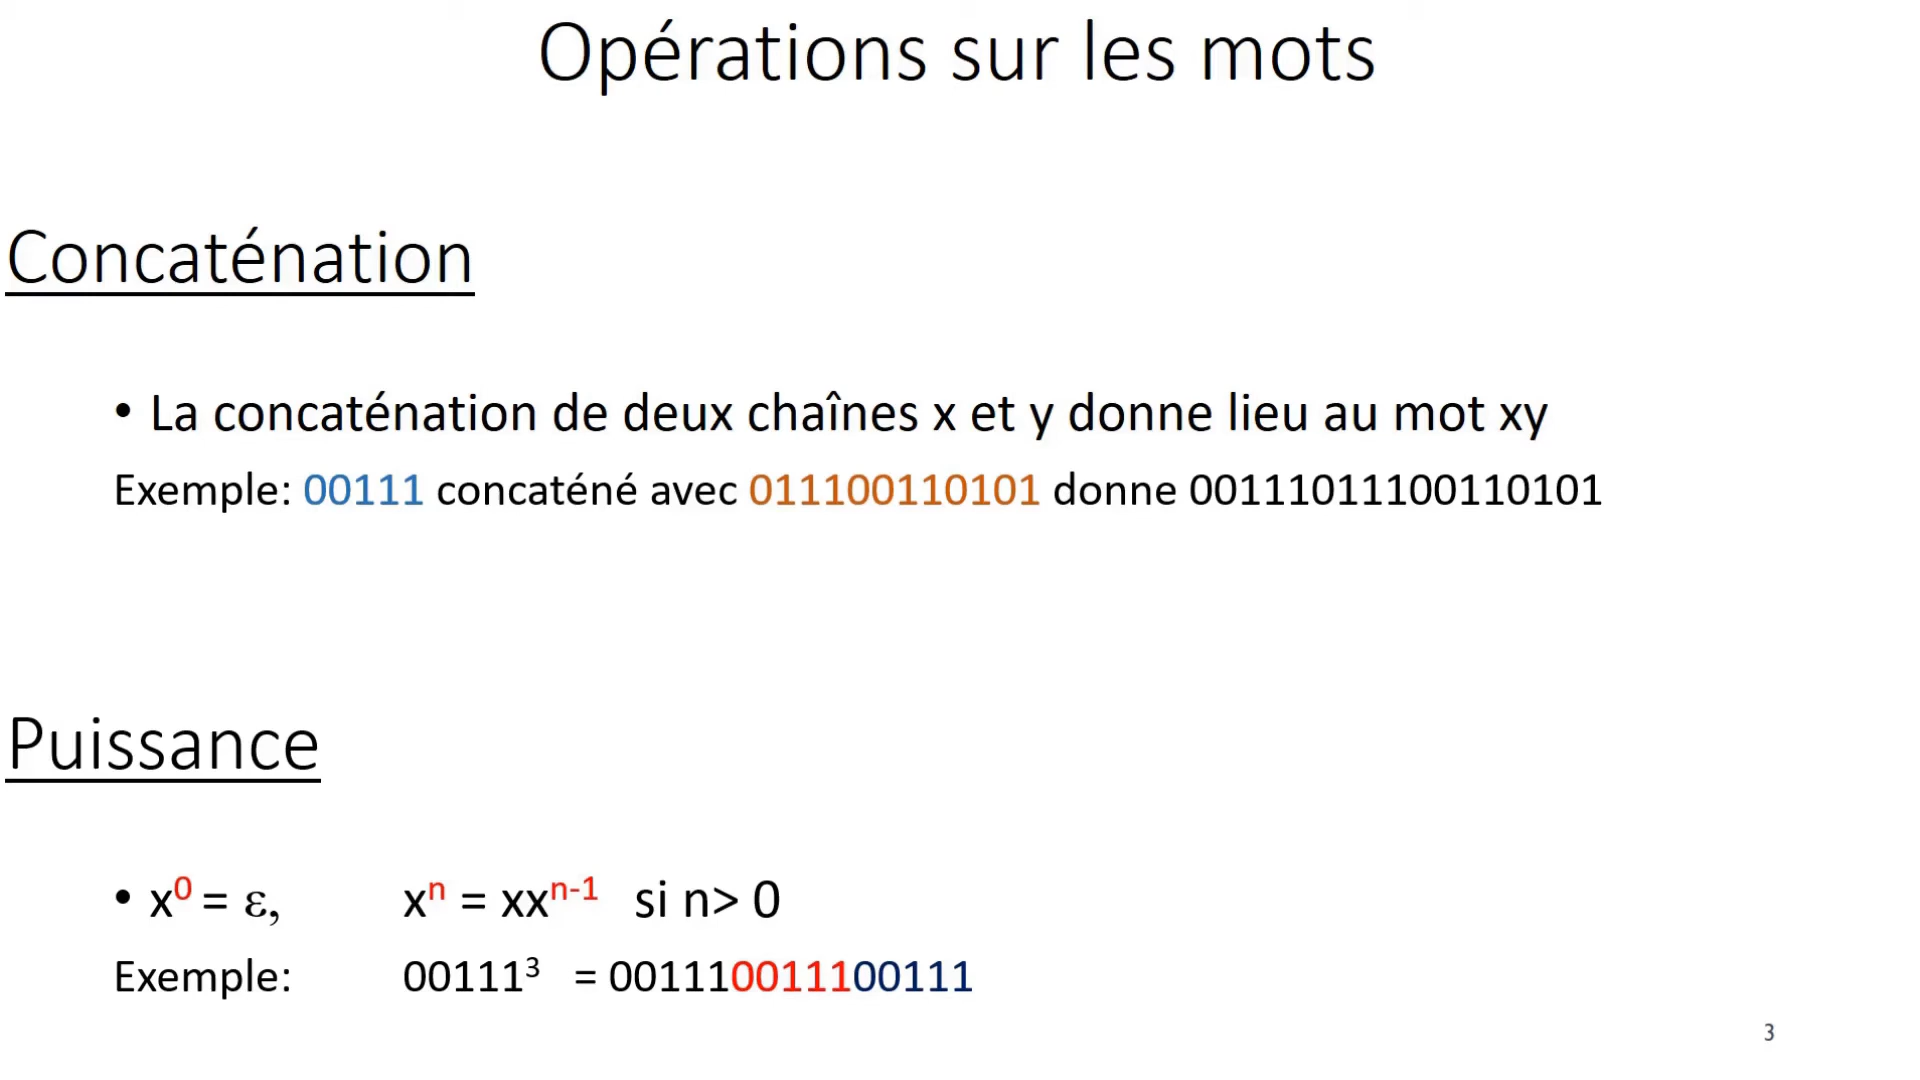 Opérations sur les mots
Concaténation
• La concaténation de deux chaînes x et y donne lieu au mot xy
Exemple: 00111 concaténé avec 011100110101 donne 00111011100110101
Puissance
• x⁰ = ε, xⁿ = xxⁿ⁻¹ si n> 0
Exemple: 00111³ = 001110011100111
3